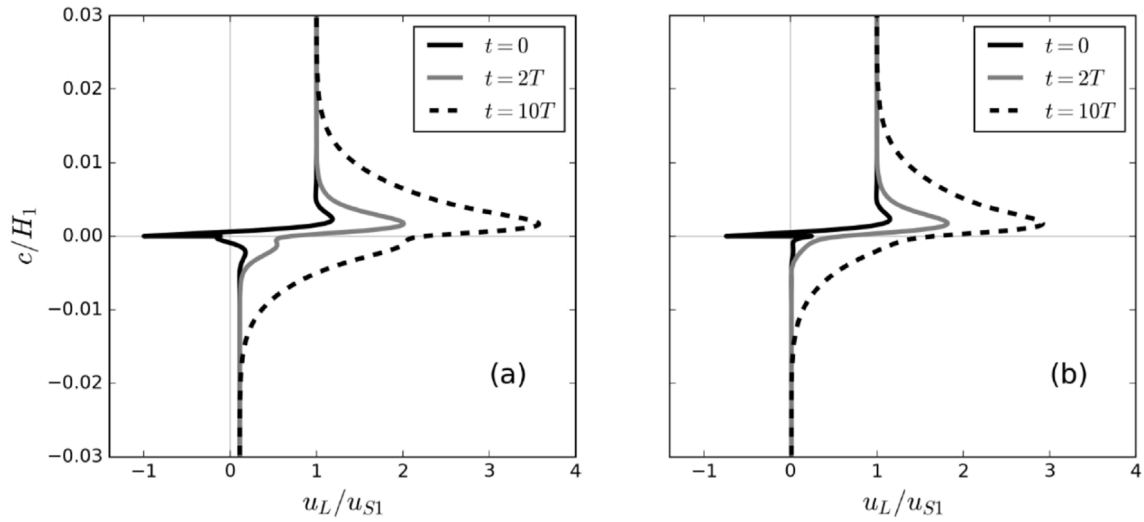 0.03
0.02
0.01
0.00
−0.01
−0.02
−0.03
c/H₁
−1 0 1 2 3 4
u_L/u_S1
t = 0
t = 2T
t = 10T
(a)
−1 0 1 2 3 4
u_L/u_S1
t = 0
t = 2T
t = 10T
(b)